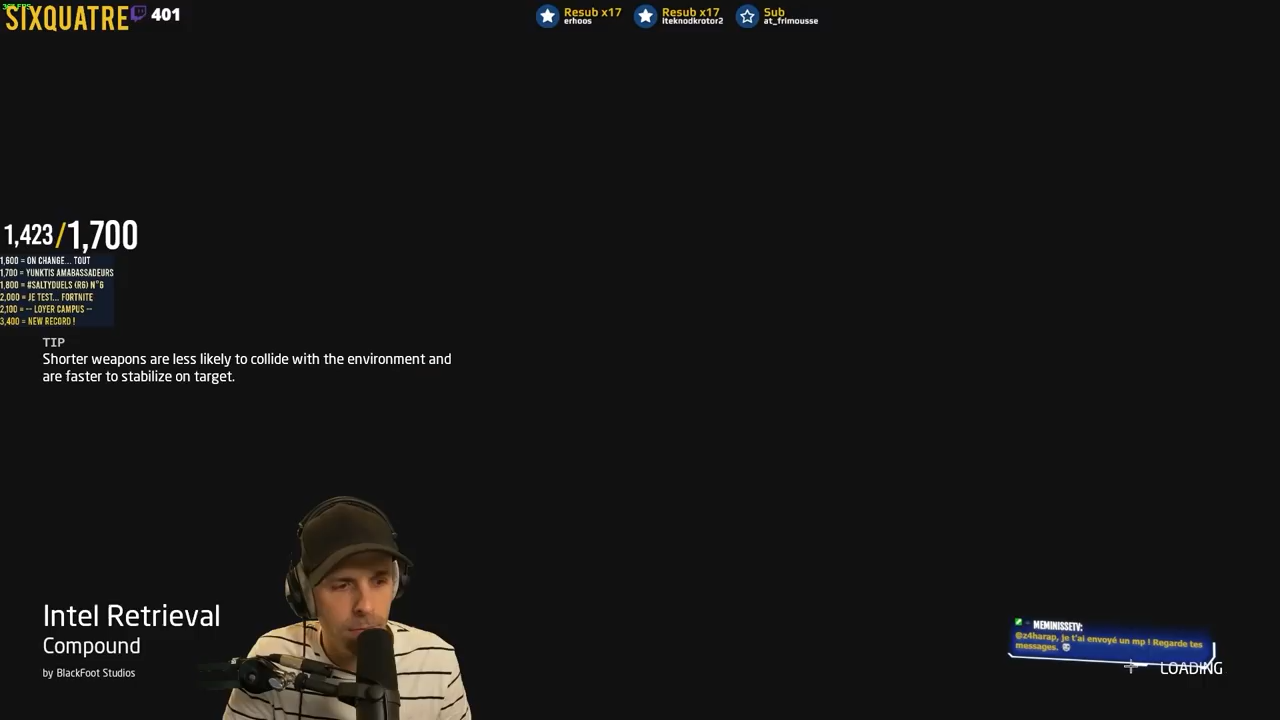 SIXQUATRE 401
Resub x17
erhoos
Resub x17
iteknodkrotor2
Sub
at_frimousse
1,423/1,700
1,600 = ON CHANGE... TOUT
1,700 = YUNKTIS AMABASSADEURS
1,800 = #SALTYDUELS (R6) N°6
2,000 = JE TEST... FORTNITE
2,100 = -- LOYER CAMPUS --
3,400 = NEW RECORD !
TIP
Shorter weapons are less likely to collide with the environment and
are faster to stabilize on target.
Intel Retrieval
Compound
by BlackFoot Studios
MEMINISSETV:
@z4harap, je t'ai envoyé un mp ! Regarde tes
messages.
LOADING